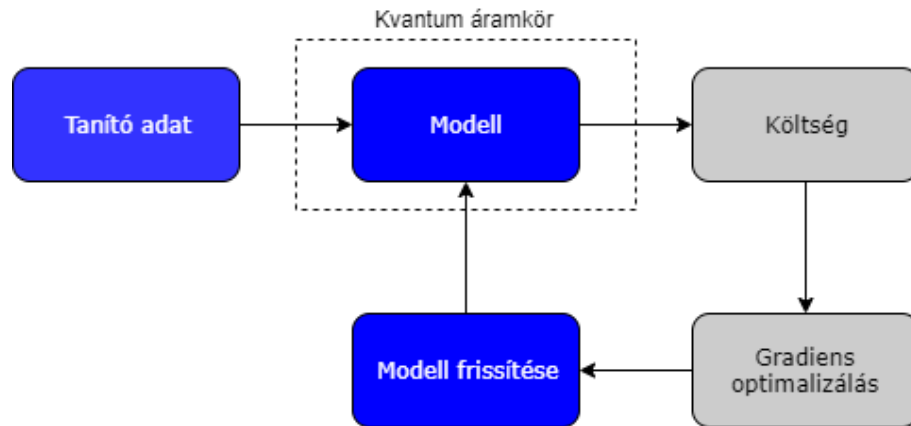 Kvantum áramkör
Tanító adat
Modell
Költség
Modell frissítése
Gradiens
optimalizálás